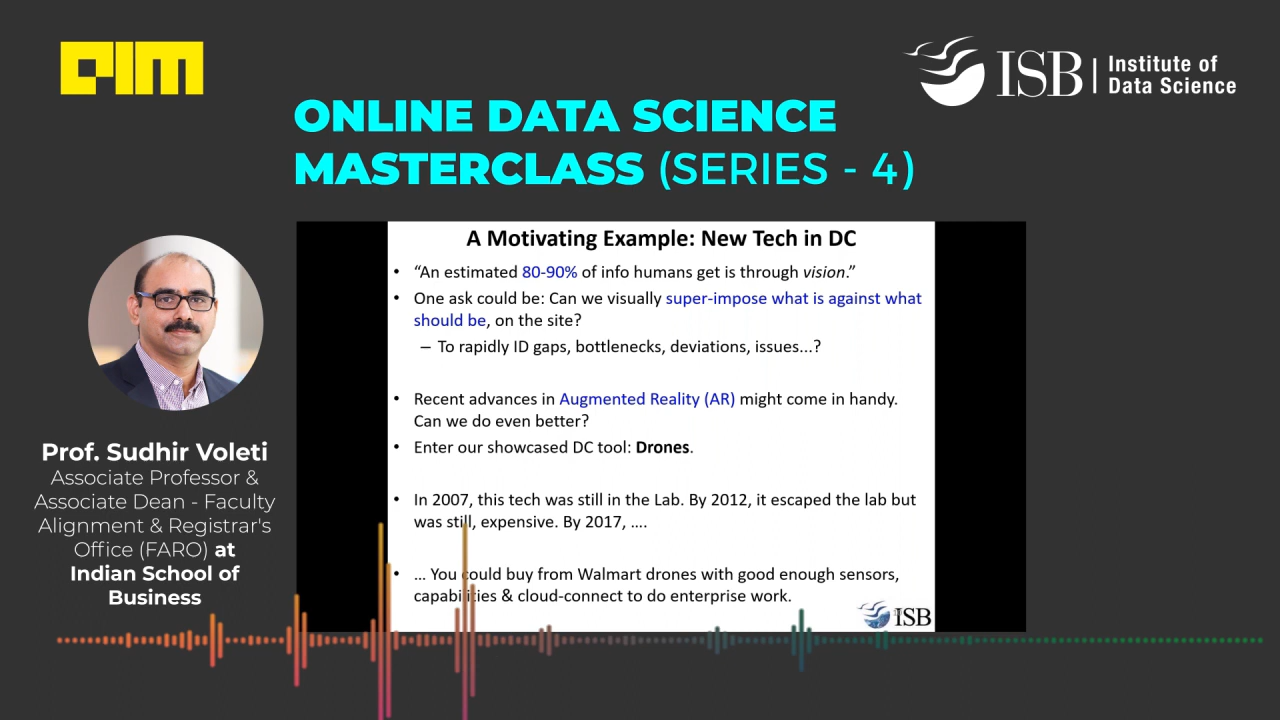 AIM
ISB | Institute of
Data Science
ONLINE DATA SCIENCE
MASTERCLASS (SERIES - 4)
A Motivating Example: New Tech in DC
• “An estimated 80-90% of info humans get is through vision.”
• One ask could be: Can we visually super-impose what is against what
should be, on the site?
– To rapidly ID gaps, bottlenecks, deviations, issues...?
• Recent advances in Augmented Reality (AR) might come in handy.
Can we do even better?
• Enter our showcased DC tool: Drones.
• In 2007, this tech was still in the Lab. By 2012, it escaped the lab but
was still, expensive. By 2017, ....
• ... You could buy from Walmart drones with good enough sensors,
capabilities & cloud-connect to do enterprise work.
ISB
Prof. Sudhir Voleti
Associate Professor &
Associate Dean - Faculty
Alignment & Registrar's
Office (FARO) at
Indian School of
Business